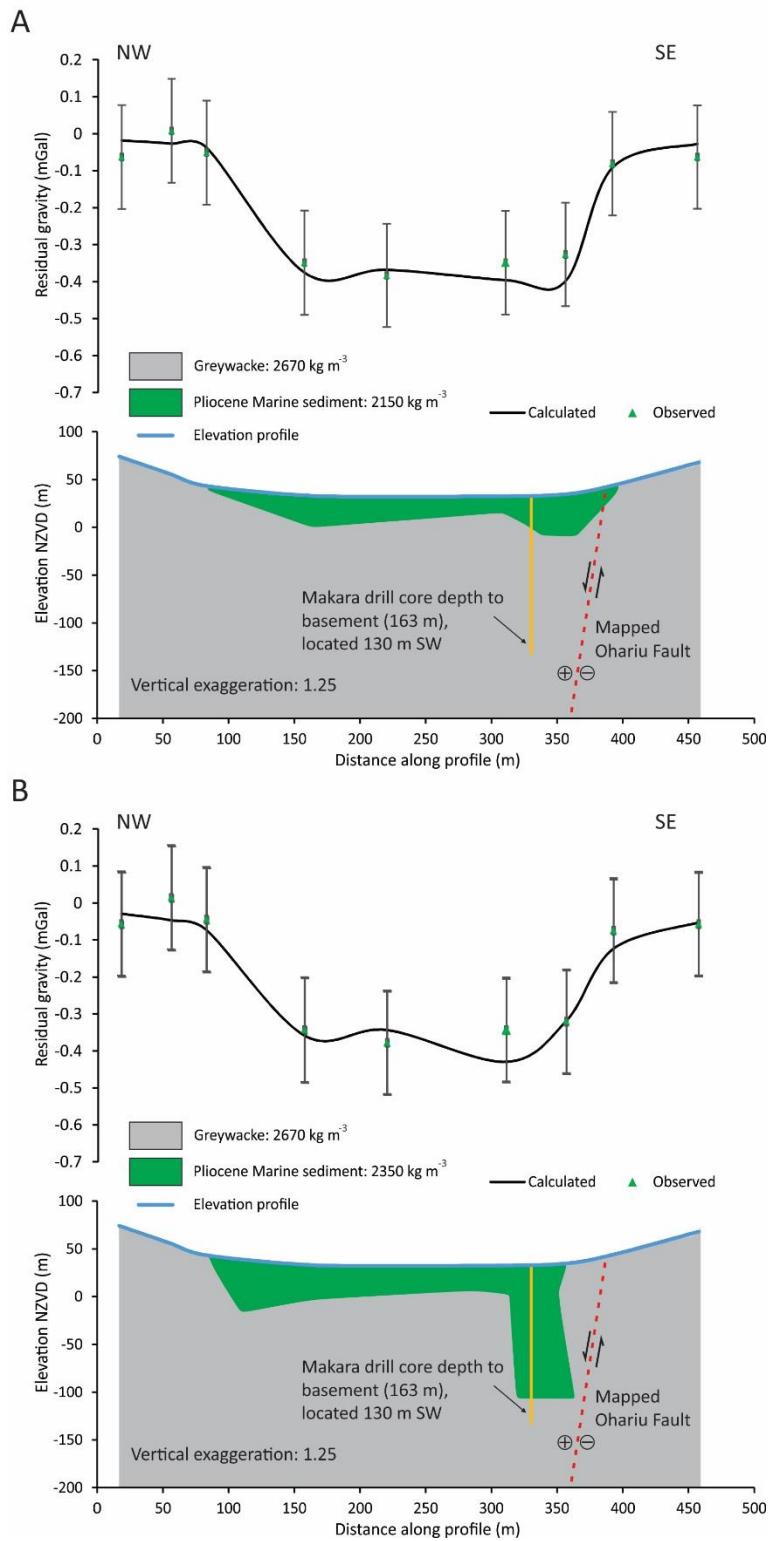 A
NW
SE
0.2
0.1
0
-0.1
-0.2
-0.3
-0.4
-0.5
-0.6
-0.7
Residual gravity (mGal)
Greywacke: 2670 kg m⁻³
Pliocene Marine sediment: 2150 kg m⁻³
Calculated
Observed
Elevation profile
100
50
0
-50
-100
-150
-200
Elevation NZVD (m)
Makara drill core depth to
basement (163 m),
located 130 m SW
Mapped
Ohariu Fault
Vertical exaggeration: 1.25
0
50
100
150
200
250
300
350
400
450
500
Distance along profile (m)
B
NW
SE
0.2
0.1
0
-0.1
-0.2
-0.3
-0.4
-0.5
-0.6
-0.7
Residual gravity (mGal)
Greywacke: 2670 kg m⁻³
Pliocene Marine sediment: 2350 kg m⁻³
Calculated
Observed
Elevation profile
100
50
0
-50
-100
-150
-200
Elevation NZVD (m)
Makara drill core depth to
basement (163 m),
located 130 m SW
Mapped
Ohariu Fault
Vertical exaggeration: 1.25
0
50
100
150
200
250
300
350
400
450
500
Distance along profile (m)